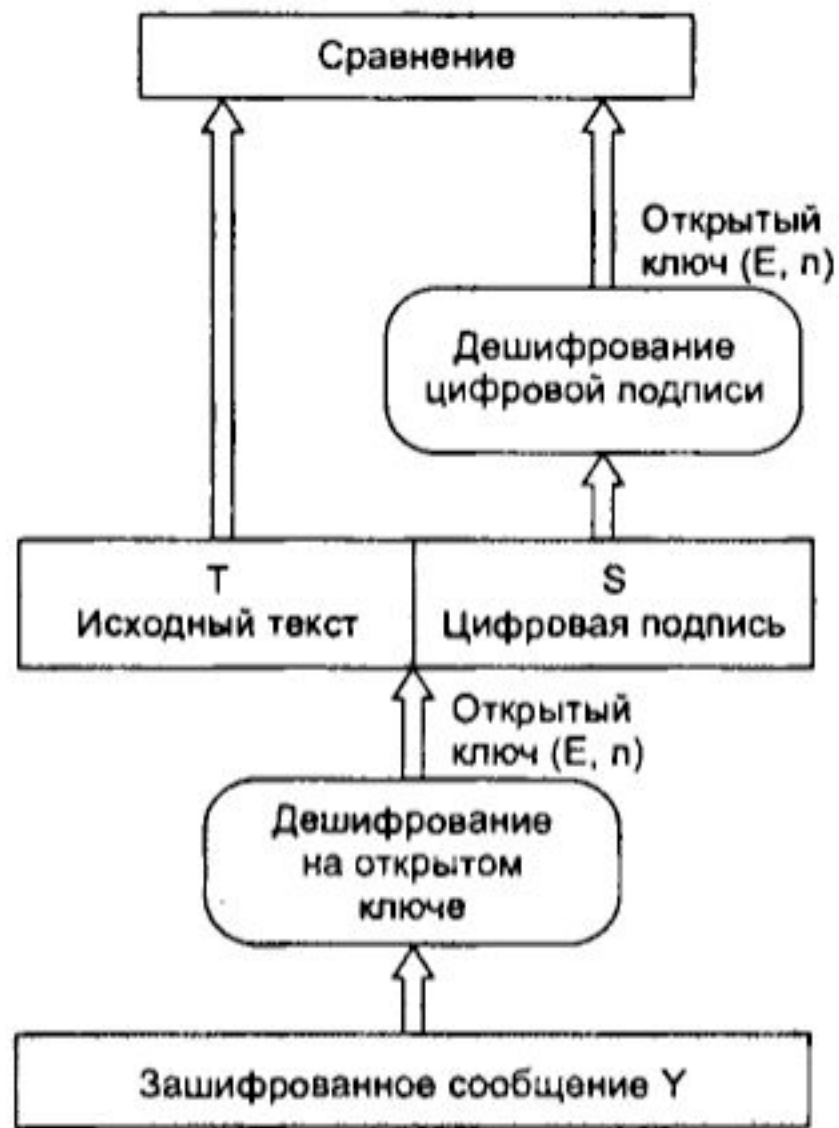 Сравнение
Открытый
ключ (E, n)
Дешифрование
цифровой подписи
T
Исходный текст
S
Цифровая подпись
Открытый
ключ (E, n)
Дешифрование
на открытом
ключе
Зашифрованное сообщение Y